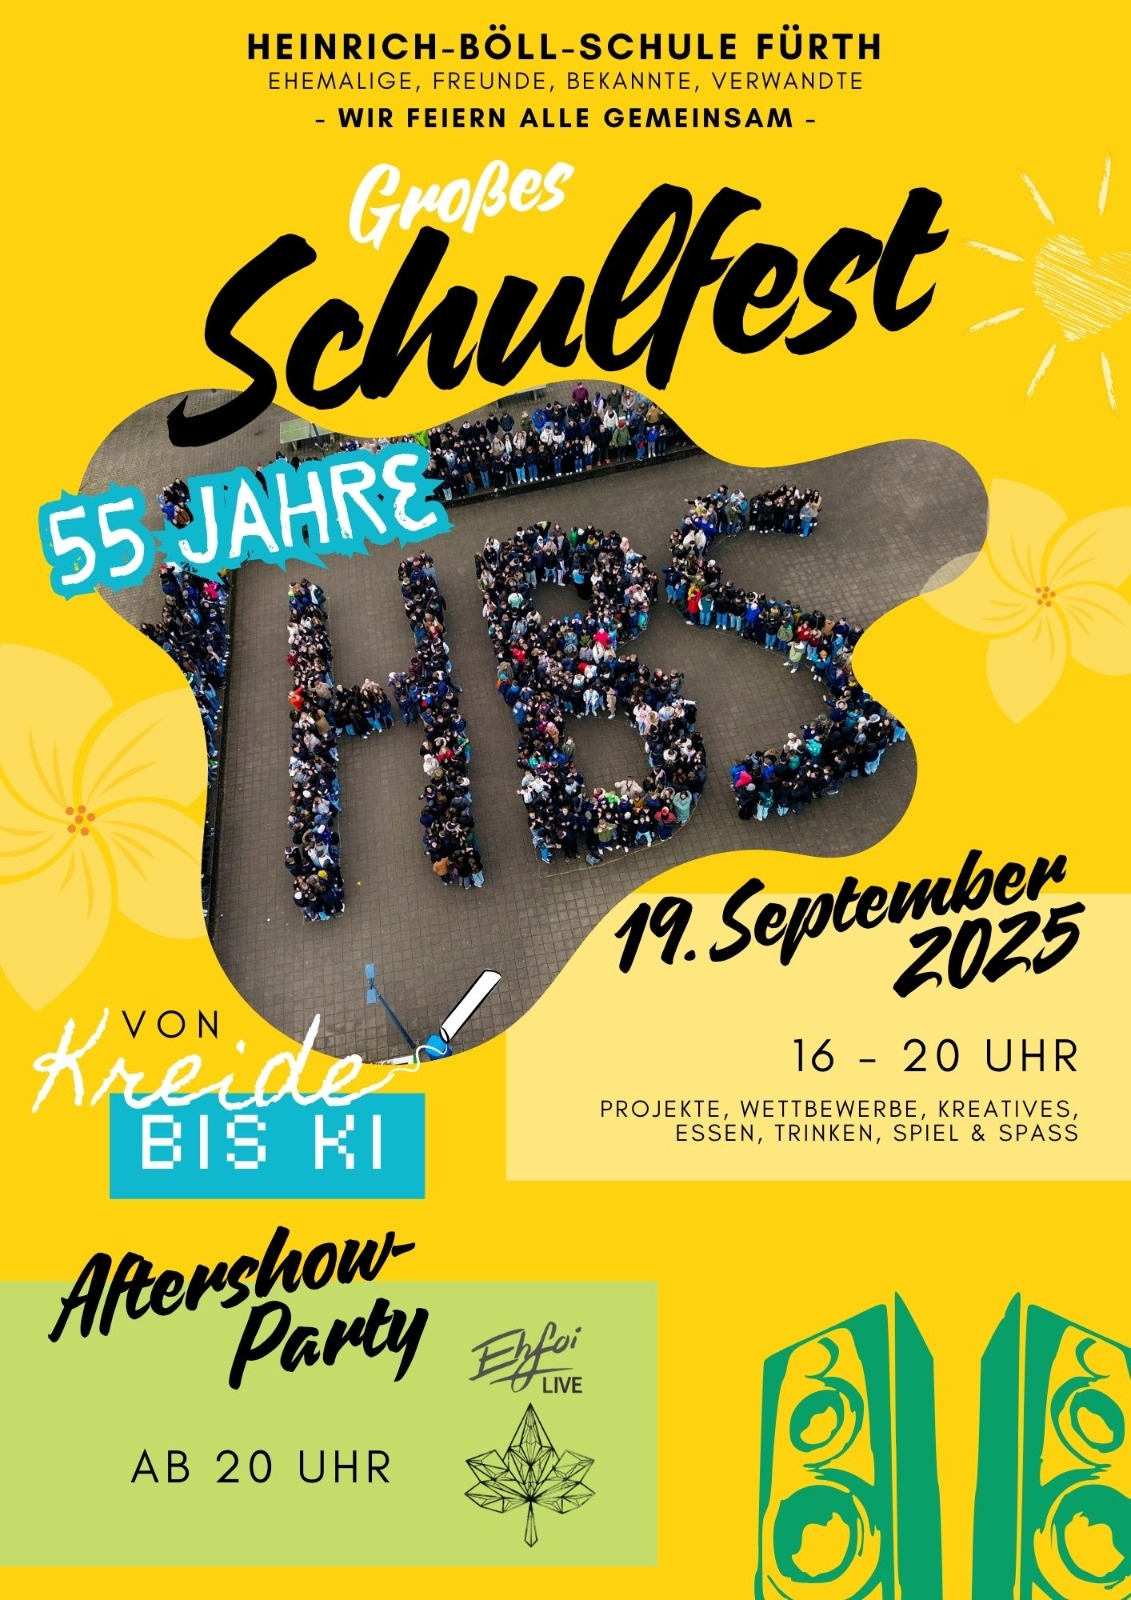 HEINRICH-BÖLL-SCHULE FÜRTH
EHEMALIGE, FREUNDE, BEKANNTE, VERWANDTE
- WIR FEIERN ALLE GEMEINSAM -
Großes
Schulfest
55 JAHRE
HBS
19. September
2025
16 - 20 UHR
PROJEKTE, WETTBEWERBE, KREATIVES,
ESSEN, TRINKEN, SPIEL & SPASS
VON
Kreide
BIS KI
Aftershow-
Party
Ehfoi
LIVE
AB 20 UHR